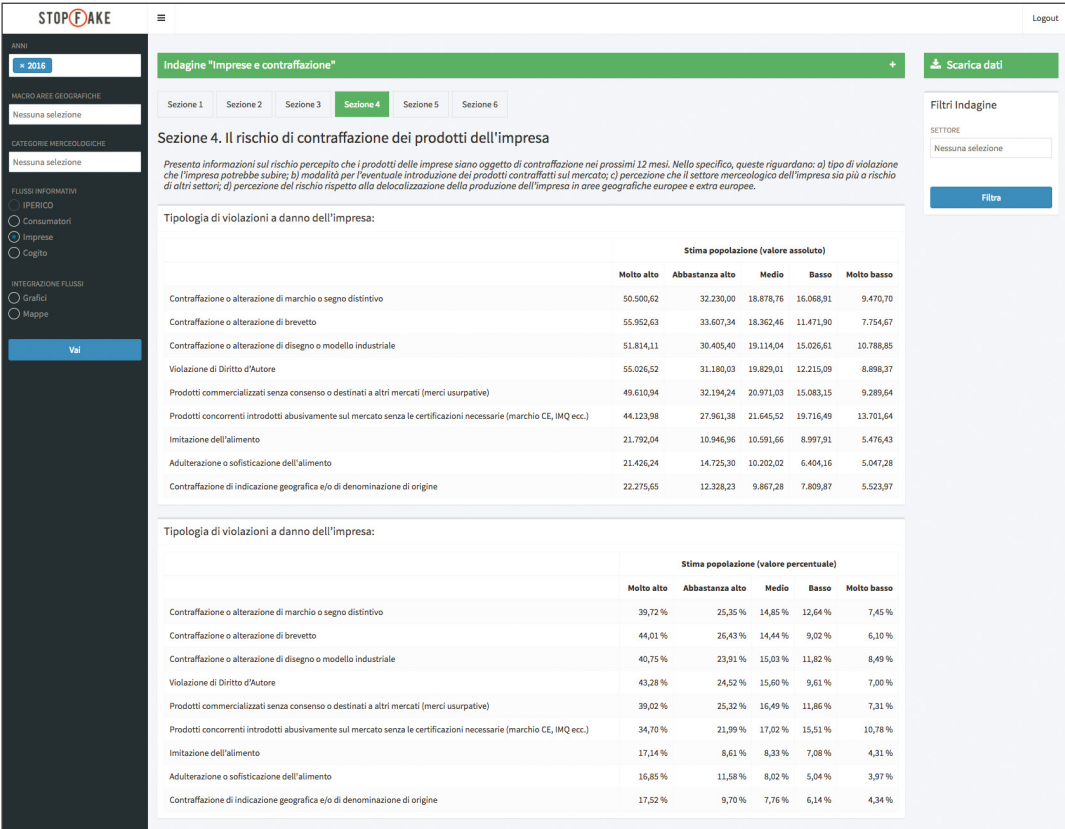 STOP FAKE
Logout
ANNI
× 2016
MACRO AREE GEOGRAFICHE
Nessuna selezione
CATEGORIE MERCEOLOGICHE
Nessuna selezione
FLUSSI INFORMATIVI
IPERICO
Consumatori
Imprese
Cogito
INTEGRAZIONE FLUSSI
Grafici
Mappe
Vai
Indagine "Imprese e contraffazione" +
Sezione 1 Sezione 2 Sezione 3 Sezione 4 Sezione 5 Sezione 6
Sezione 4. Il rischio di contraffazione dei prodotti dell'impresa
Presenta informazioni sul rischio percepito che i prodotti delle imprese siano oggetto di contraffazione nei prossimi 12 mesi. Nello specifico, queste riguardano: a) tipo di violazione
che l'impresa potrebbe subire; b) modalità per l'eventuale introduzione dei prodotti contraffatti sul mercato; c) percezione che il settore merceologico dell'impresa sia più a rischio
di altri settori; d) percezione del rischio rispetto alla delocalizzazione della produzione dell'impresa in aree geografiche europee e extra europee.
Tipologia di violazioni a danno dell'impresa:
Stima popolazione (valore assoluto)
Molto alto Abbastanza alto Medio Basso Molto basso
Contraffazione o alterazione di marchio o segno distintivo 50.500,62 32.230,00 18.878,76 16.068,91 9.470,70
Contraffazione o alterazione di brevetto 55.952,63 33.607,34 18.362,46 11.471,90 7.754,67
Contraffazione o alterazione di disegno o modello industriale 51.814,11 30.405,40 19.114,04 15.026,61 10.788,85
Violazione di Diritto d'Autore 55.026,52 31.180,03 19.829,01 12.215,09 8.898,37
Prodotti commercializzati senza consenso o destinati a altri mercati (merci usurpative) 49.610,94 32.194,24 20.971,03 15.083,15 9.289,64
Prodotti concorrenti introdotti abusivamente sul mercato senza le certificazioni necessarie (marchio CE, IMQ ecc.) 44.123,98 27.961,38 21.645,52 19.716,49 13.701,64
Imitazione dell'alimento 21.792,04 10.946,96 10.591,66 8.997,91 5.476,43
Adulterazione o sofisticazione dell'alimento 21.426,24 14.725,30 10.202,02 6.404,16 5.047,28
Contraffazione di indicazione geografica e/o di denominazione di origine 22.275,65 12.328,23 9.867,28 7.809,87 5.523,97
Tipologia di violazioni a danno dell'impresa:
Stima popolazione (valore percentuale)
Molto alto Abbastanza alto Medio Basso Molto basso
Contraffazione o alterazione di marchio o segno distintivo 39,72 % 25,35 % 14,85 % 12,64 % 7,45 %
Contraffazione o alterazione di brevetto 44,01 % 26,43 % 14,44 % 9,02 % 6,10 %
Contraffazione o alterazione di disegno o modello industriale 40,75 % 23,91 % 15,03 % 11,82 % 8,49 %
Violazione di Diritto d'Autore 43,28 % 24,52 % 15,60 % 9,61 % 7,00 %
Prodotti commercializzati senza consenso o destinati a altri mercati (merci usurpative) 39,02 % 25,32 % 16,49 % 11,86 % 7,31 %
Prodotti concorrenti introdotti abusivamente sul mercato senza le certificazioni necessarie (marchio CE, IMQ ecc.) 34,70 % 21,99 % 17,02 % 15,51 % 10,78 %
Imitazione dell'alimento 17,14 % 8,61 % 8,33 % 7,08 % 4,31 %
Adulterazione o sofisticazione dell'alimento 16,85 % 11,58 % 8,02 % 5,04 % 3,97 %
Contraffazione di indicazione geografica e/o di denominazione di origine 17,52 % 9,70 % 7,76 % 6,14 % 4,34 %
Scarica dati
Filtri Indagine
SETTORE
Nessuna selezione
Filtra